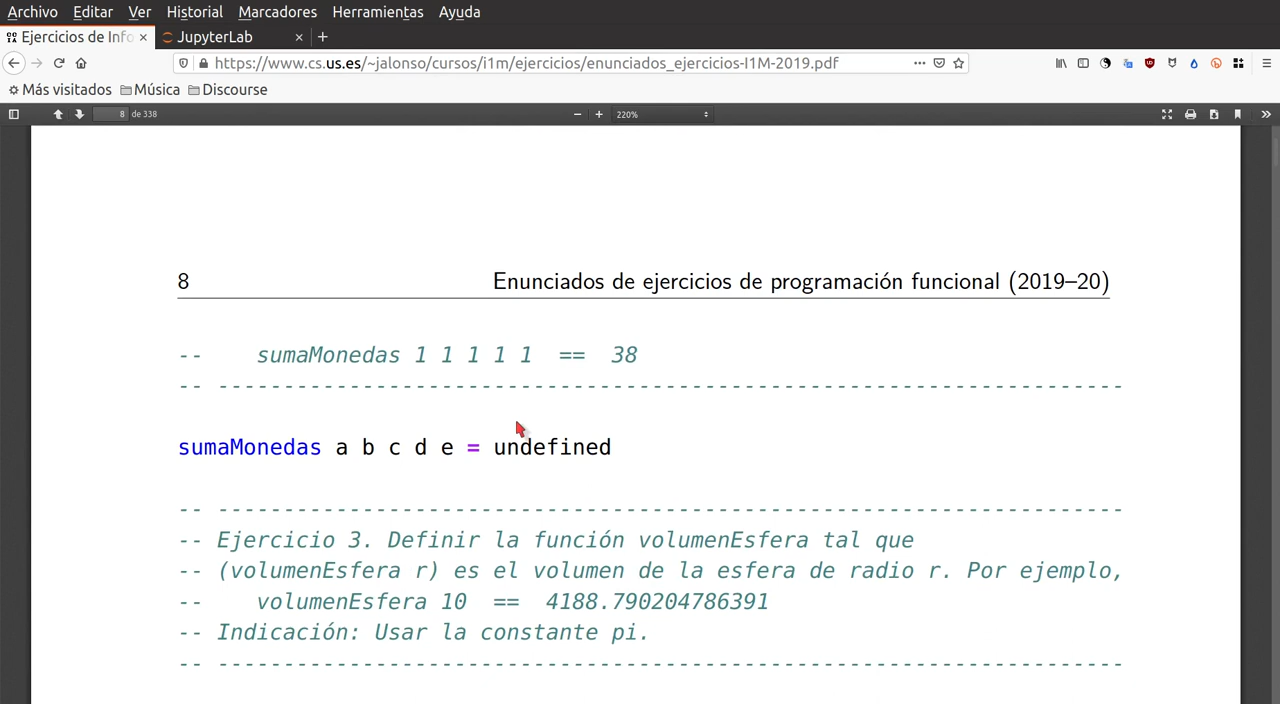 Archivo Editar Ver Historial Marcadores Herramientas Ayuda
Ejercicios de Info × JupyterLab × +
https://www.cs.us.es/~jalonso/cursos/i1m/ejercicios/enunciados_ejercicios-I1M-2019.pdf
Más visitados Música Discourse
8 de 338 − + 220%
8 Enunciados de ejercicios de programación funcional (2019–20)
-- sumaMonedas 1 1 1 1 1 == 38
-- ---------------------------------------------------------------------
sumaMonedas a b c d e = undefined
-- ---------------------------------------------------------------------
-- Ejercicio 3. Definir la función volumenEsfera tal que
-- (volumenEsfera r) es el volumen de la esfera de radio r. Por ejemplo,
-- volumenEsfera 10 == 4188.790204786391
-- Indicación: Usar la constante pi.
-- ---------------------------------------------------------------------